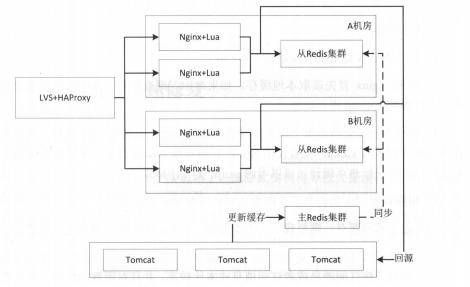 A机房
Nginx+Lua
Nginx+Lua
从Redis集群
LVS+HAProxy
B机房
Nginx+Lua
Nginx+Lua
从Redis集群
更新缓存
主Redis集群
同步
Tomcat
Tomcat
Tomcat
回源